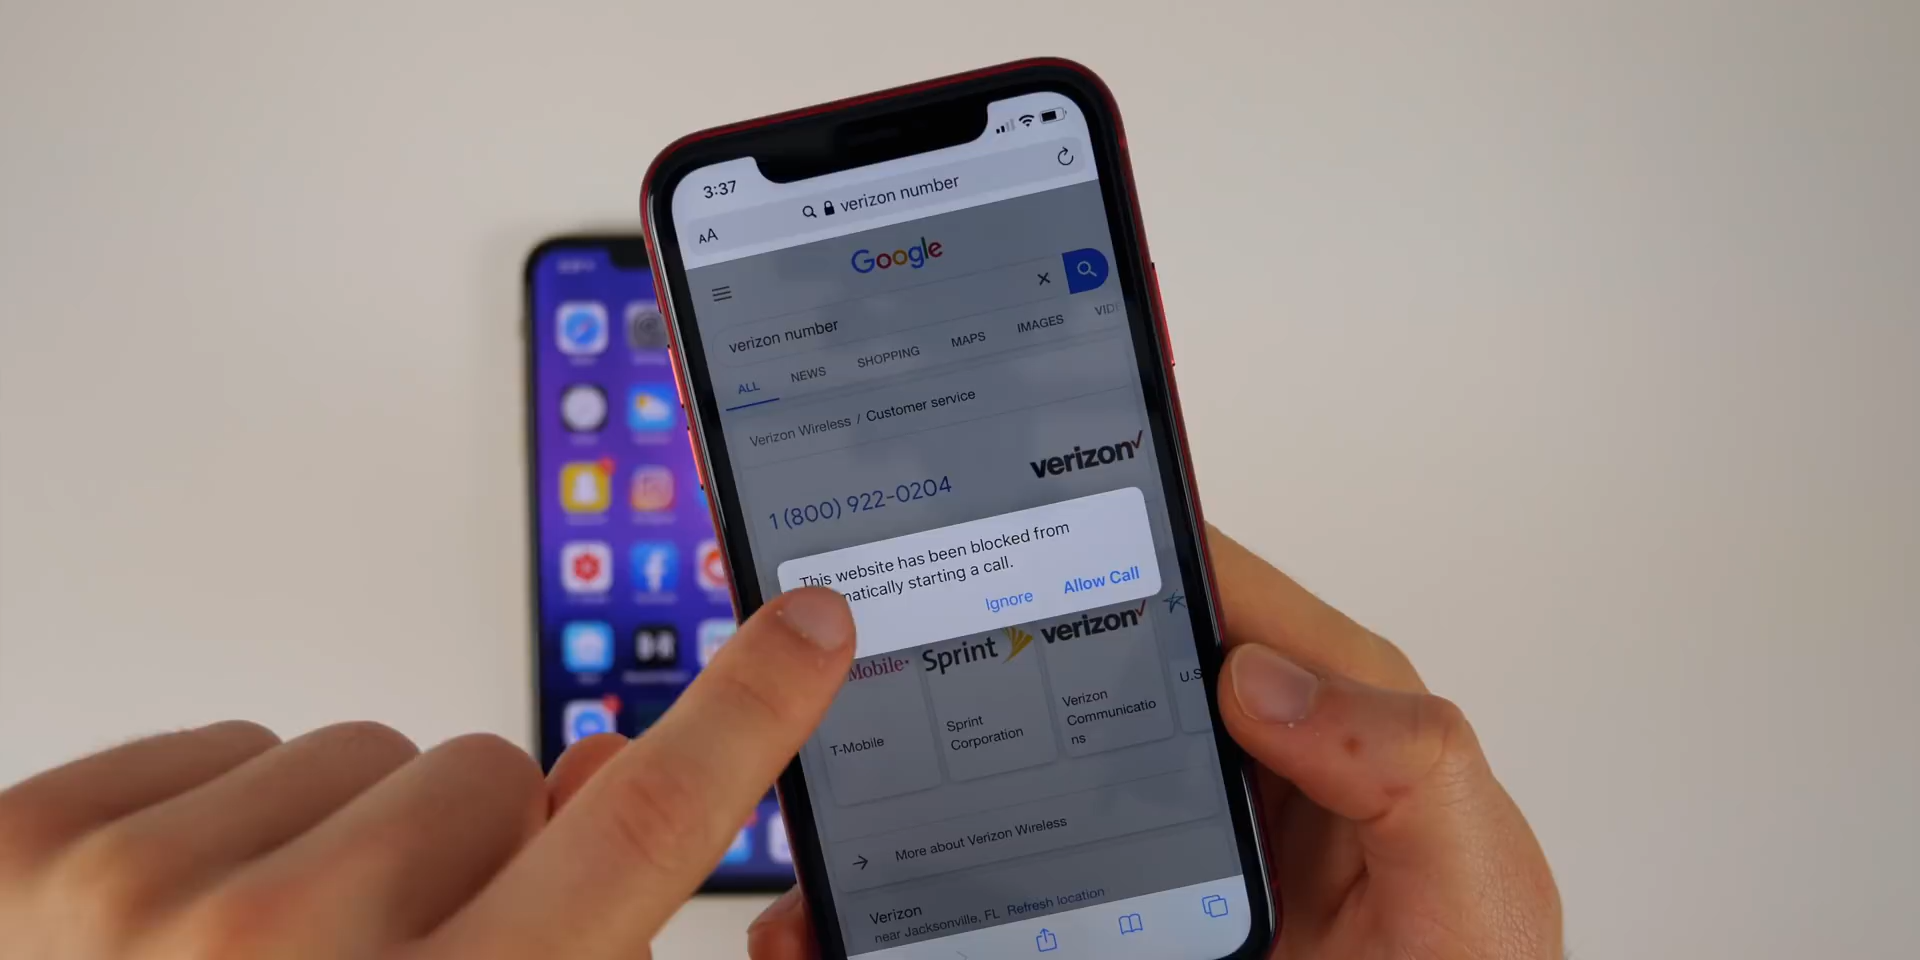 3:37
AA verizon number
Google
verizon number
ALL NEWS SHOPPING MAPS IMAGES VID
Verizon Wireless / Customer service
verizon
1 (800) 922-0204
This website has been blocked from
matically starting a call.
Ignore Allow Call
Mobile
Sprint
verizon
T-Mobile
Sprint
Corporation
Verizon
Communicatio
ns
U.S
More about Verizon Wireless
Verizon
near Jacksonville, FL Refresh location